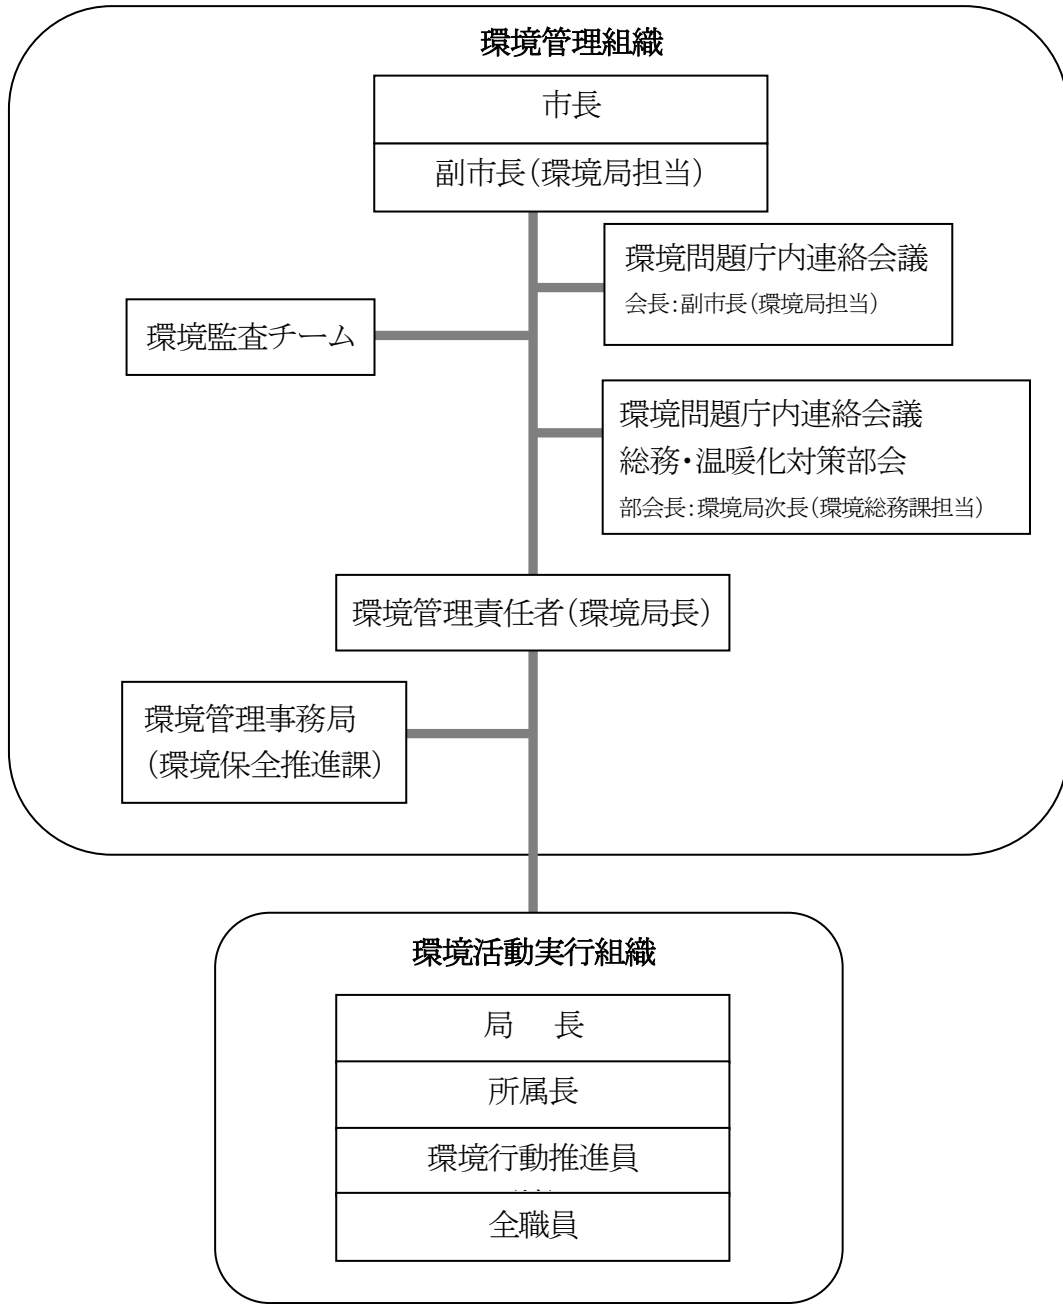 環境管理組織
市長
副市長(環境局担当)
環境問題庁内連絡会議
会長:副市長(環境局担当)
環境監査チーム
環境問題庁内連絡会議
総務・温暖化対策部会
部会長:環境局次長(環境総務課担当)
環境管理責任者(環境局長)
環境管理事務局
(環境保全推進課)
環境活動実行組織
局 長
所属長
環境行動推進員
全職員